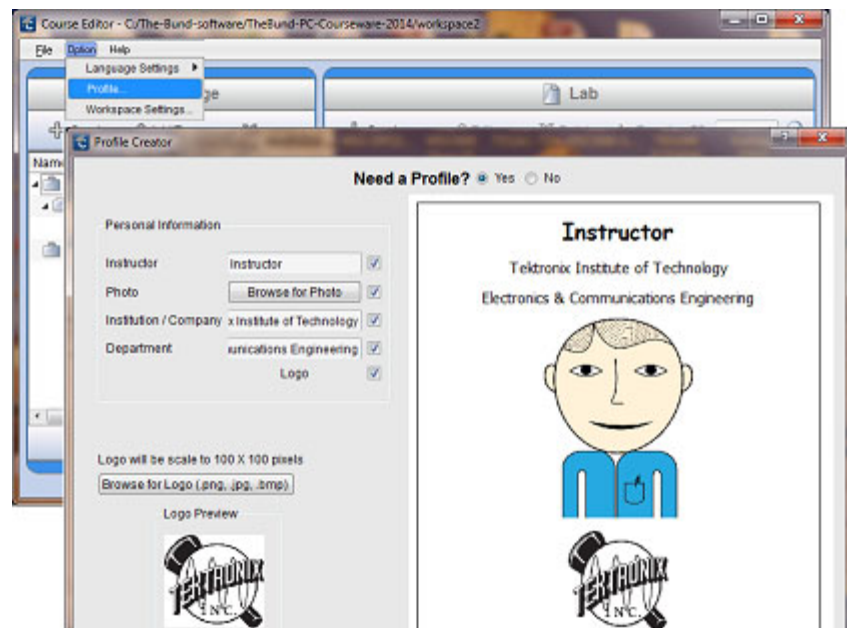 Course Editor - C:/The-Bund-software/TheBund-PC-Courseware-2014/workspace2
File Option Help
Language Settings
Profile...
Workspace Settings...
Lab
Name
Profile Creator
Need a Profile? Yes No
Personal Information
Instructor Instructor
Photo Browse for Photo
Institution / Company x Institute of Technology
Department unications Engineering
Logo
Logo will be scale to 100 X 100 pixels
Browse for Logo (.png, .jpg, .bmp)
Logo Preview
TEKTRONIX
INC.
Instructor
Tektronix Institute of Technology
Electronics & Communications Engineering
TEKTRONIX
INC.